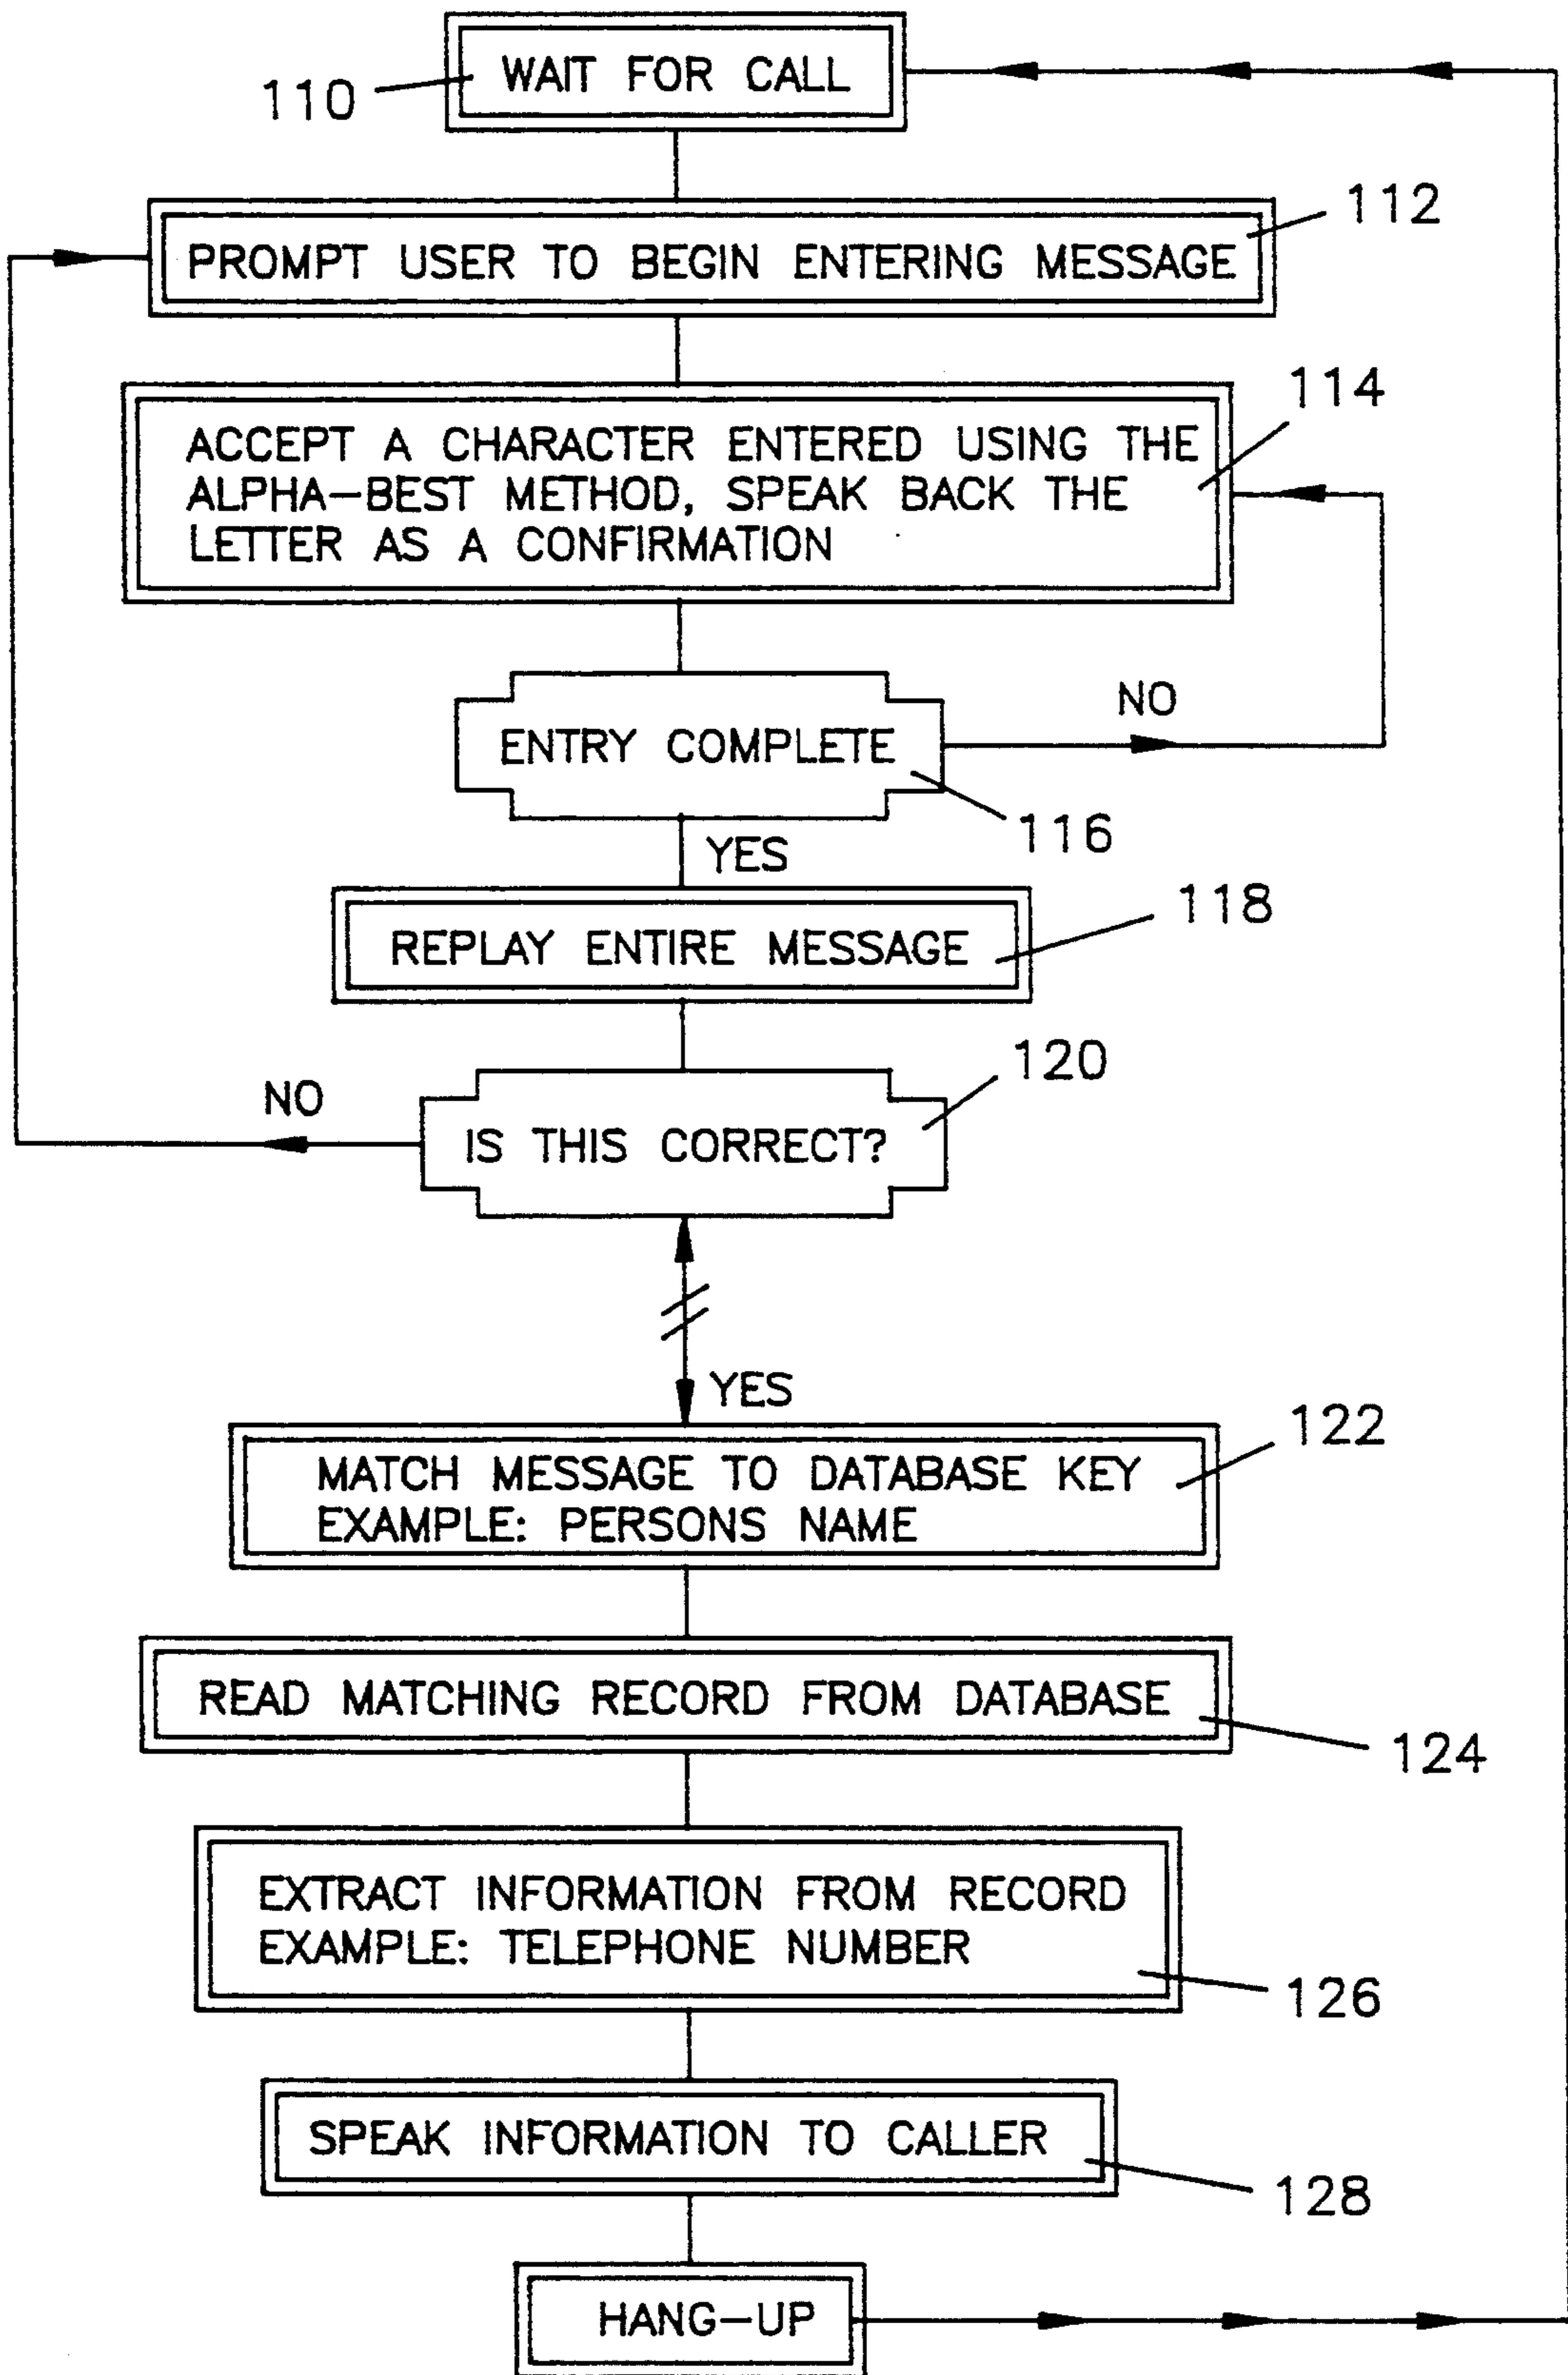 WAIT FOR CALL
110
112
PROMPT USER TO BEGIN ENTERING MESSAGE
114
ACCEPT A CHARACTER ENTERED USING THE
ALPHA-BEST METHOD, SPEAK BACK THE
LETTER AS A CONFIRMATION
NO
ENTRY COMPLETE
116
YES
118
REPLAY ENTIRE MESSAGE
120
NO
IS THIS CORRECT?
YES
122
MATCH MESSAGE TO DATABASE KEY
EXAMPLE: PERSONS NAME
READ MATCHING RECORD FROM DATABASE
124
EXTRACT INFORMATION FROM RECORD
EXAMPLE: TELEPHONE NUMBER
126
SPEAK INFORMATION TO CALLER
128
HANG-UP